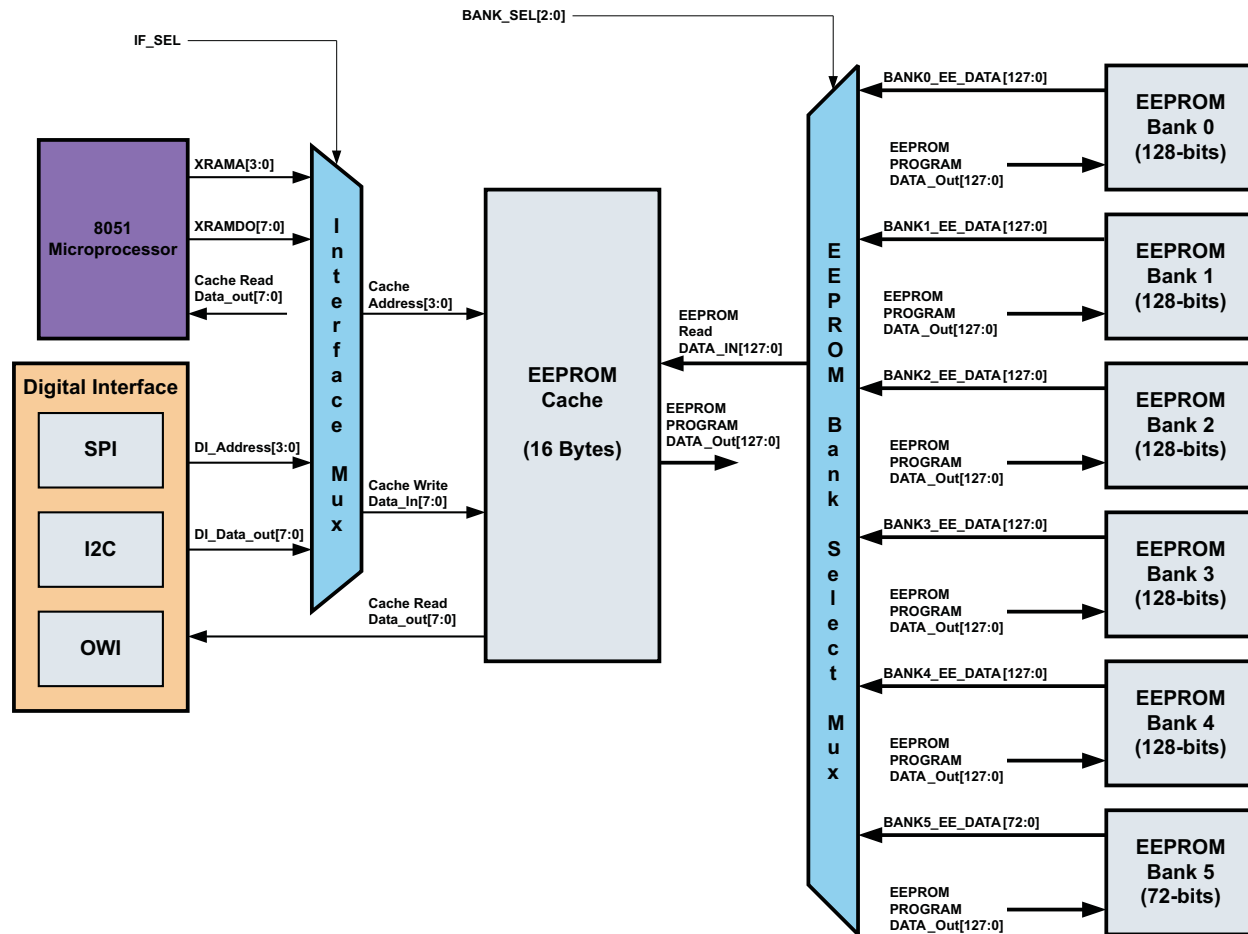 BANK_SEL[2:0]
IF_SEL
8051
Microprocessor
XRAMA[3:0]
XRAMDO[7:0]
Cache Read
Data_out[7:0]
Digital Interface
SPI
I2C
OWI
DI_Address[3:0]
DI_Data_out[7:0]
Interface Mux
Cache
Address[3:0]
Cache Write
Data_In[7:0]
Cache Read
Data_out[7:0]
EEPROM
Cache
(16 Bytes)
EEPROM
Read
DATA_IN[127:0]
EEPROM
PROGRAM
DATA_Out[127:0]
EEPROM Bank Select Mux
BANK0_EE_DATA[127:0]
EEPROM
PROGRAM
DATA_Out[127:0]
EEPROM
Bank 0
(128-bits)
BANK1_EE_DATA[127:0]
EEPROM
PROGRAM
DATA_Out[127:0]
EEPROM
Bank 1
(128-bits)
BANK2_EE_DATA[127:0]
EEPROM
PROGRAM
DATA_Out[127:0]
EEPROM
Bank 2
(128-bits)
BANK3_EE_DATA[127:0]
EEPROM
PROGRAM
DATA_Out[127:0]
EEPROM
Bank 3
(128-bits)
BANK4_EE_DATA[127:0]
EEPROM
PROGRAM
DATA_Out[127:0]
EEPROM
Bank 4
(128-bits)
BANK5_EE_DATA[72:0]
EEPROM
PROGRAM
DATA_Out[127:0]
EEPROM
Bank 5
(72-bits)